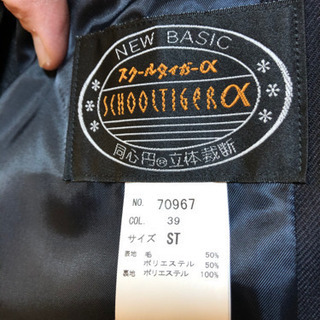 NEW BASIC
スクールタイガーα
SCHOOLTIGERα
同心円®立体裁断
NO. 70967
COL. 39
サイズ ST
表地 毛 50%
ポリエステル 50%
裏地 ポリエステル 100%